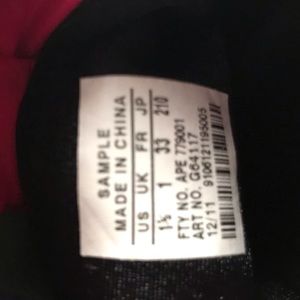 SAMPLE
MADE IN CHINA
US UK FR JP
1½ 1 33 210
FTY NO. APE 779001
ART NO. G64117
12/11 9106121195005